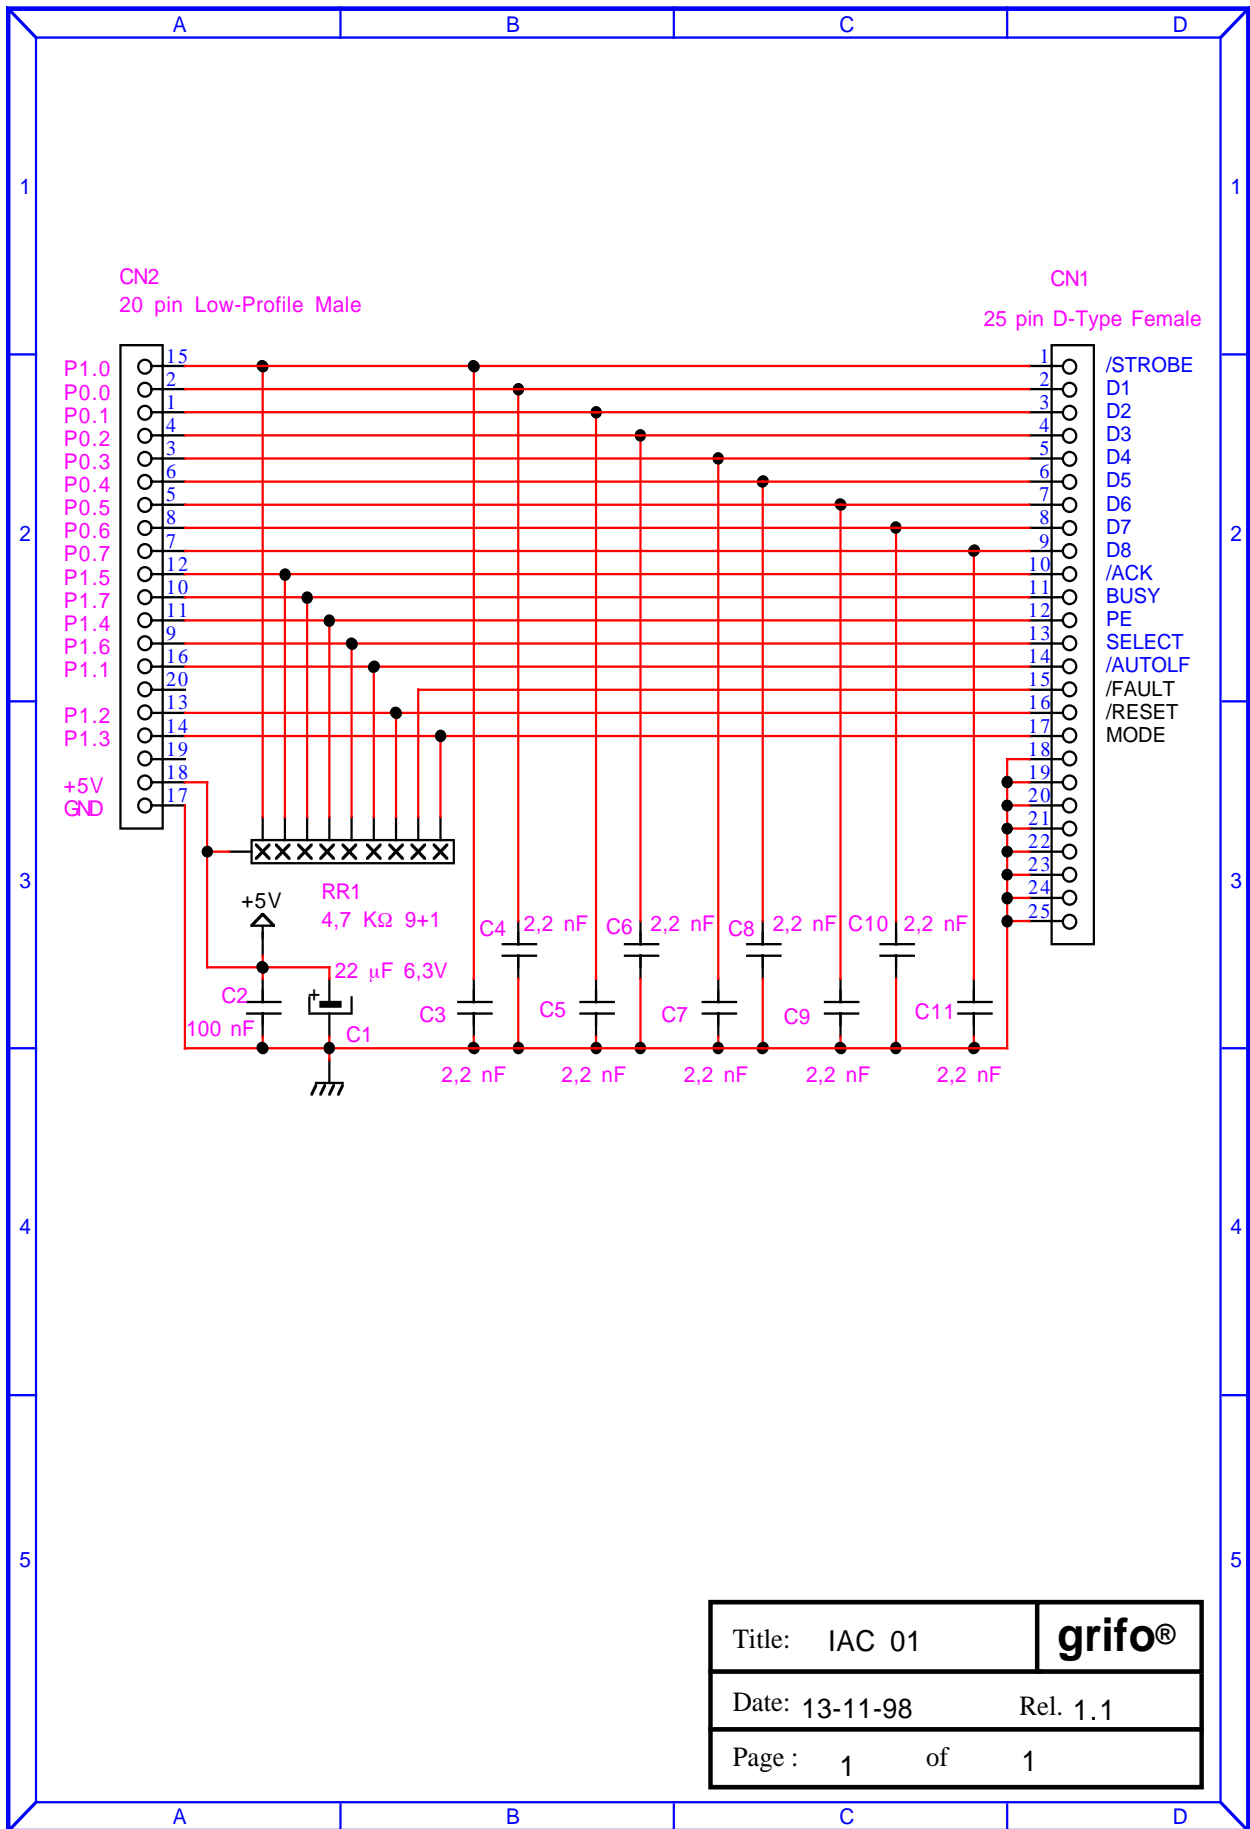 A B C D
1 1
CN2
20 pin Low-Profile Male
CN1
25 pin D-Type Female
P1.0 15 1 /STROBE
P0.0 2 2 D1
P0.1 1 3 D2
P0.2 4 4 D3
P0.3 3 5 D4
P0.4 6 6 D5
P0.5 5 7 D6
2 2
P0.6 8 8 D7
P0.7 7 9 D8
P1.5 12 10 /ACK
P1.7 10 11 BUSY
P1.4 11 12 PE
P1.6 9 13 SELECT
P1.1 16 14 /AUTOLF
20 15 /FAULT
P1.2 13 16 /RESET
P1.3 14 17 MODE
19 18
+5V 18 19
GND 17 20
21
22
23
24
25
3 3
RR1
4,7 KΩ 9+1
+5V
C4 2,2 nF C6 2,2 nF C8 2,2 nF C10 2,2 nF
22 µF 6,3V
+
C2
100 nF
C1
C3 C5 C7 C9 C11
2,2 nF 2,2 nF 2,2 nF 2,2 nF 2,2 nF
4 4
5 5
Title: IAC 01
grifo®
Date: 13-11-98 Rel. 1.1
Page : 1 of 1
A B C D